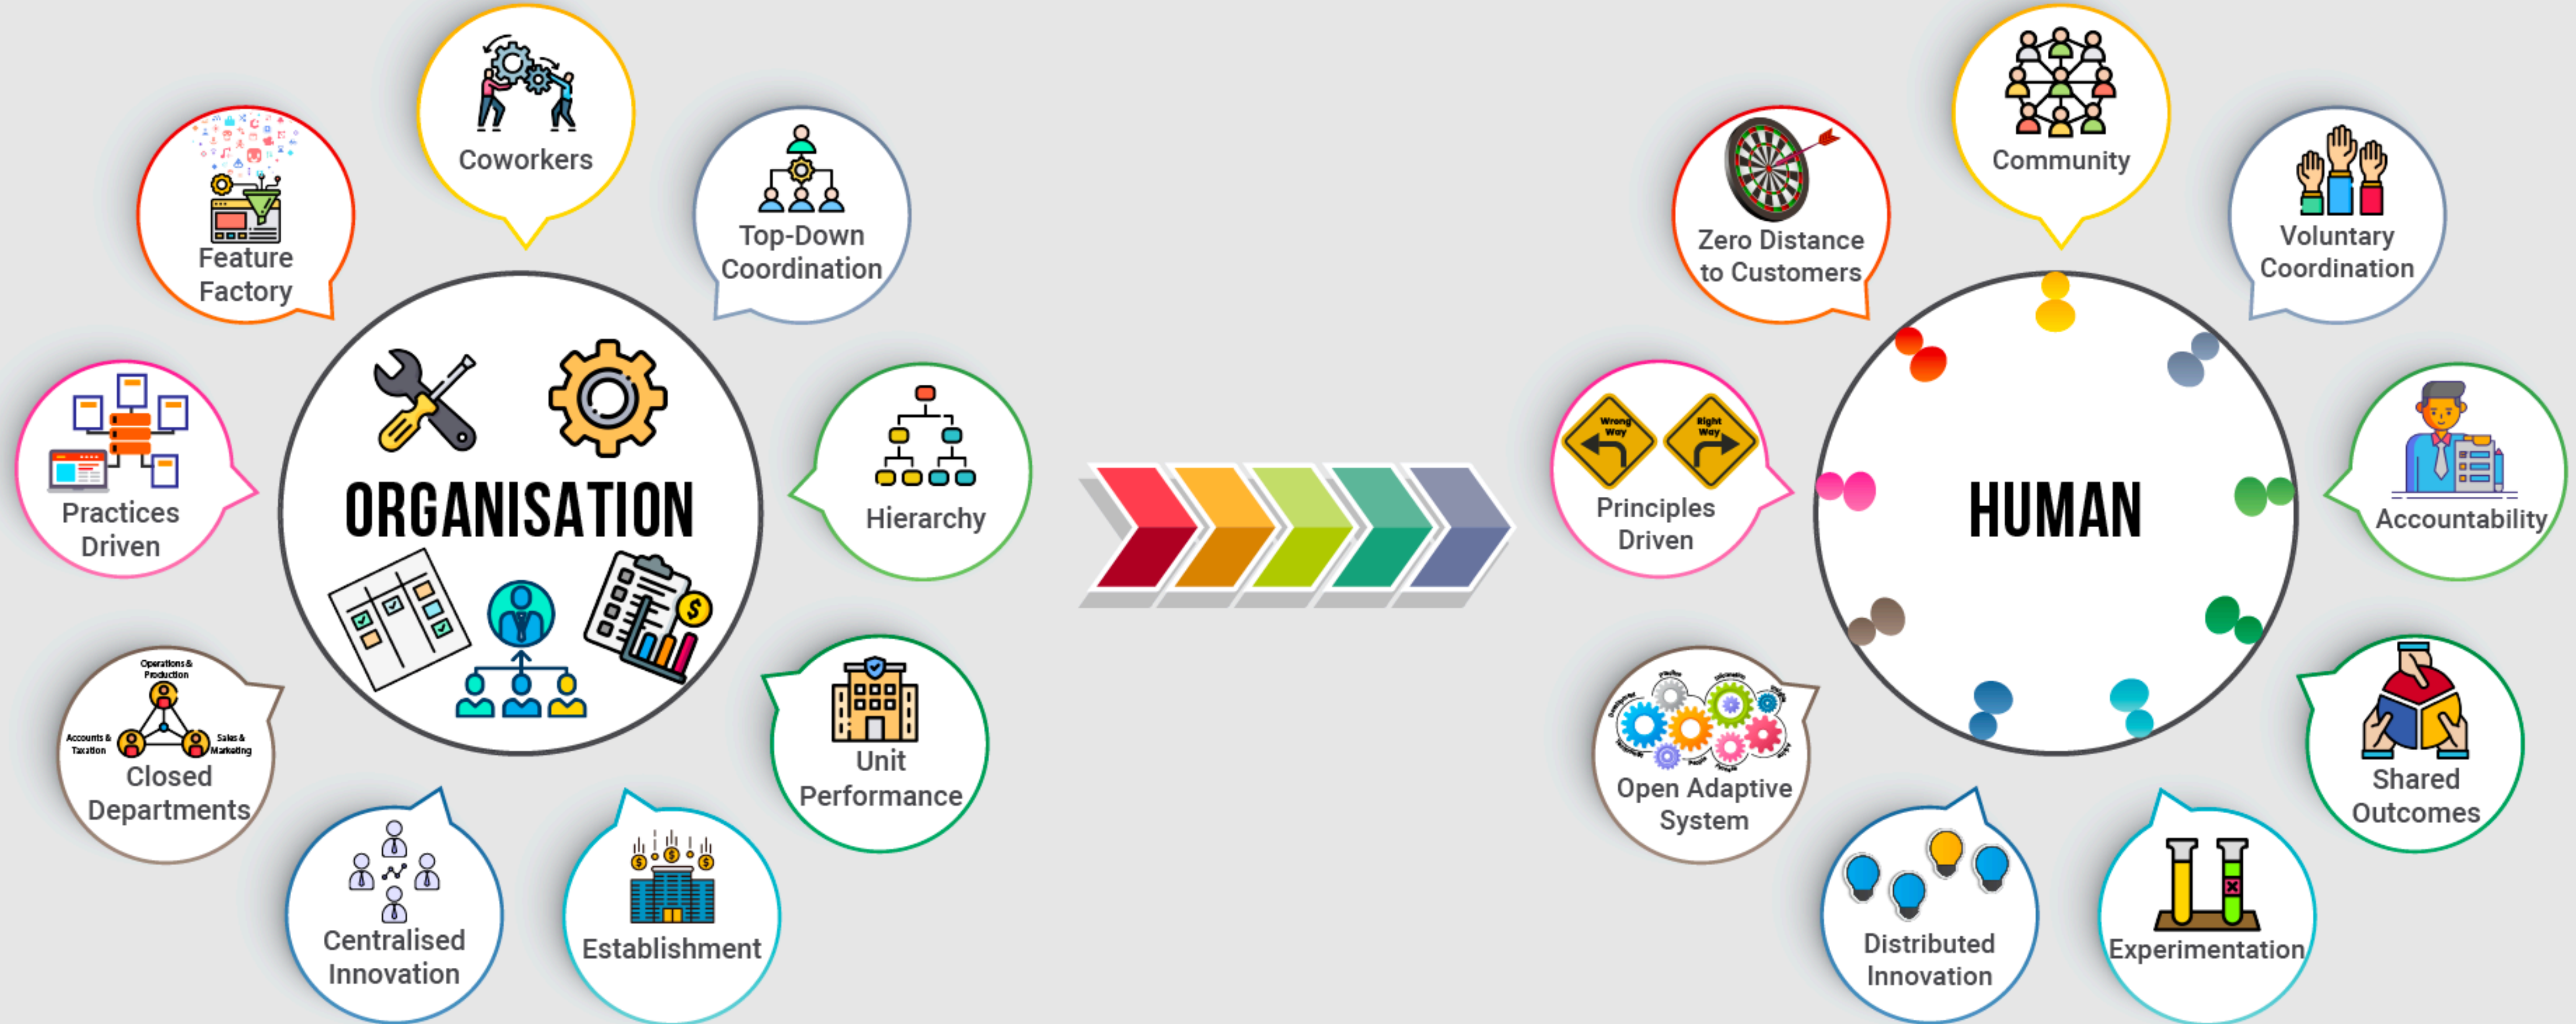 Coworkers
Feature
Factory
Top-Down
Coordination
Practices
Driven
ORGANISATION
Hierarchy
Operations &
Production
Accounts &
Taxation
Sales &
Marketing
Closed
Departments
Unit
Performance
Centralised
Innovation
Establishment
Community
Zero Distance
to Customers
Voluntary
Coordination
Wrong
Way
Right
Way
Principles
Driven
HUMAN
Accountability
Open Adaptive
System
Shared
Outcomes
Distributed
Innovation
Experimentation